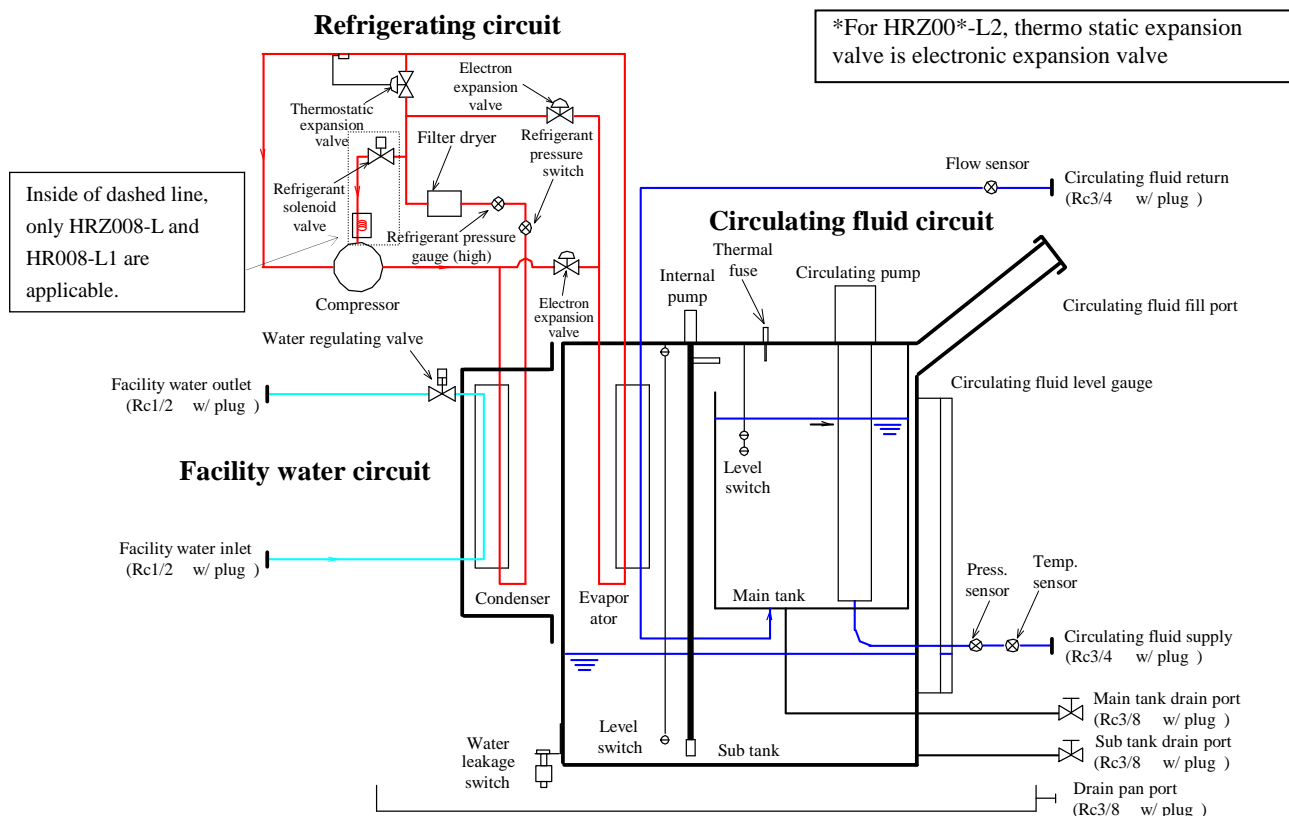 Refrigerating circuit
*For HRZ00*-L2, thermo static expansion
valve is electronic expansion valve
Electron
expansion
valve
Thermostatic
expansion
valve
Filter dryer
Refrigerant
pressure
switch
Inside of dashed line,
only HRZ008-L and
HR008-L1 are
applicable.
Refrigerant
solenoid
valve
Refrigerant pressure
gauge (high)
Compressor
Electron
expansion
valve
Flow sensor
Circulating fluid return
(Rc3/4 w/ plug )
Circulating fluid circuit
Thermal
fuse
Internal
pump
Circulating pump
Circulating fluid fill port
Water regulating valve
Facility water outlet
(Rc1/2 w/ plug )
Circulating fluid level gauge
Facility water circuit
Level
switch
Facility water inlet
(Rc1/2 w/ plug )
Condenser
Evapor
ator
Main tank
Press.
sensor
Temp.
sensor
Circulating fluid supply
(Rc3/4 w/ plug )
Main tank drain port
(Rc3/8 w/ plug )
Level switch
Sub tank
Sub tank drain port
(Rc3/8 w/ plug )
Water
leakage
switch
Drain pan port
(Rc3/8 w/ plug )